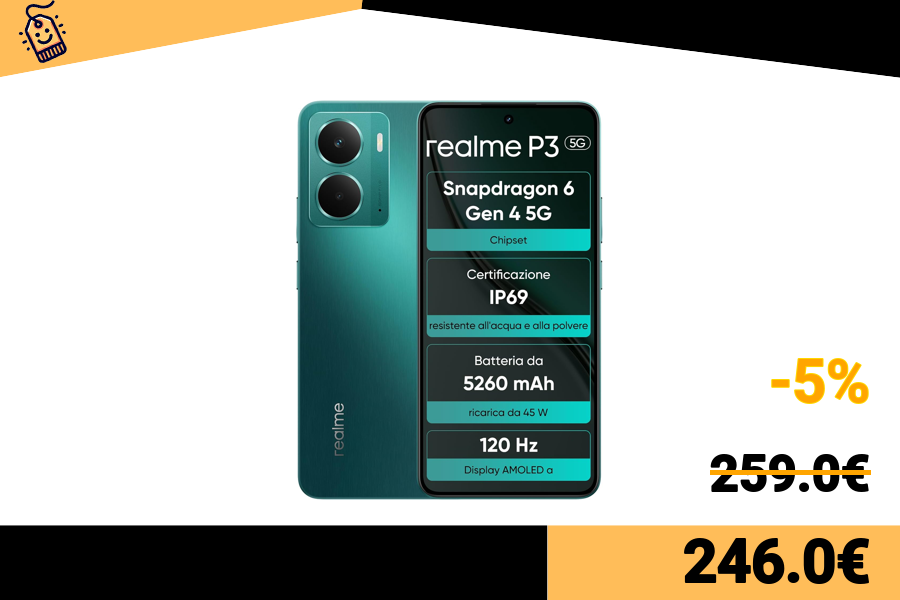 realme P3 5G
Snapdragon 6
Gen 4 5G
Chipset
Certificazione
IP69
resistente all'acqua e alla polvere
Batteria da
5260 mAh
ricarica da 45 W
120 Hz
Display AMOLED a
realme
-5%
259.0€
246.0€